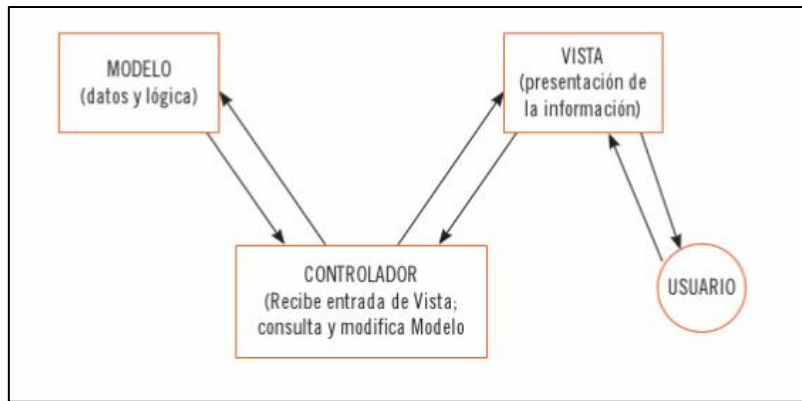 MODELO
(datos y lógica)
VISTA
(presentación de
la información)
CONTROLADOR
(Recibe entrada de Vista;
consulta y modifica Modelo
USUARIO